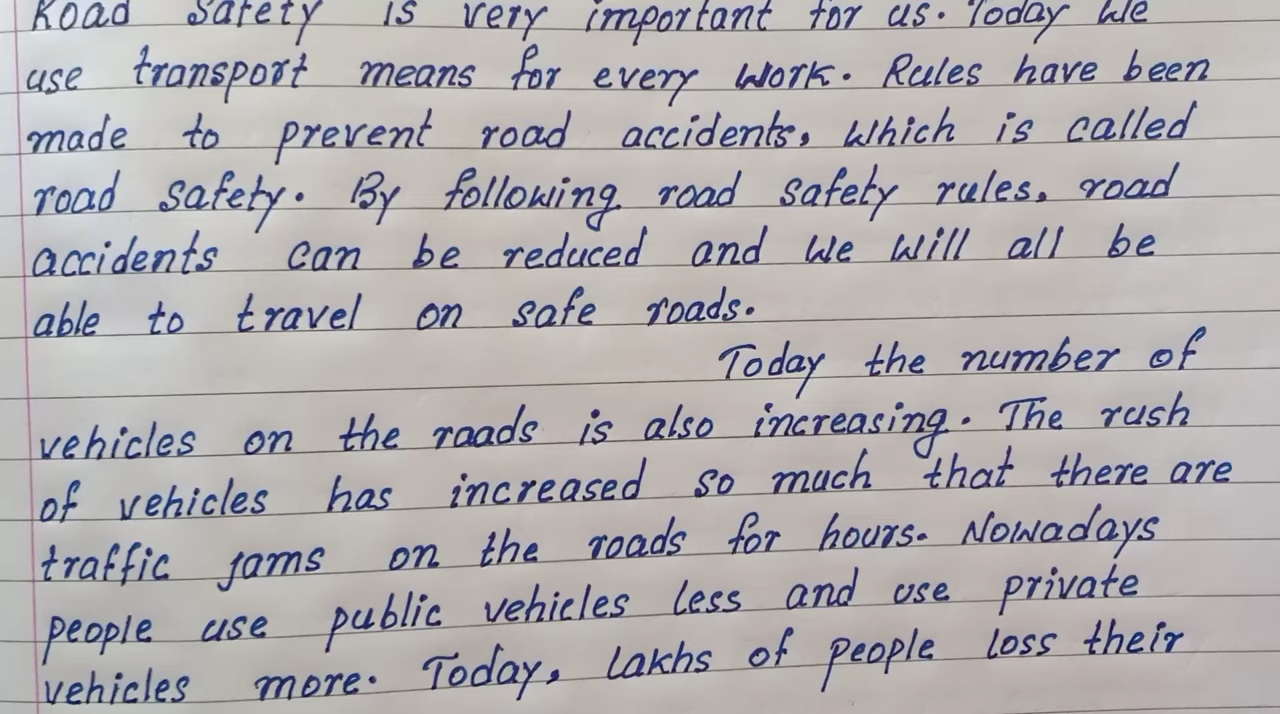 Road Safety is very important for us. Today we
use transport means for every work. Rules have been
made to prevent road accidents, which is called
road safety. By following road safety rules, road
accidents can be reduced and we will all be
able to travel on safe roads.
Today the number of
vehicles on the roads is also increasing. The rush
of vehicles has increased so much that there are
traffic jams on the roads for hours. Nowadays
people use public vehicles less and use private
vehicles more. Today, lakhs of people loss their